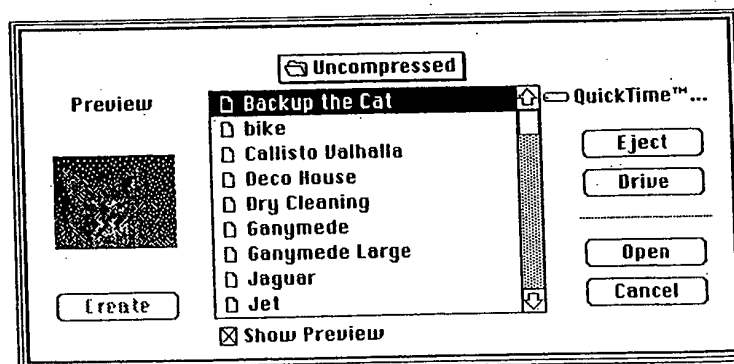 Uncompressed
Preview
Backup the Cat
QuickTime™...
bike
Callisto Valhalla
Eject
Deco House
Drive
Dry Cleaning
Ganymede
Ganymede Large
Open
Jaguar
Create
Jet
Cancel
Show Preview